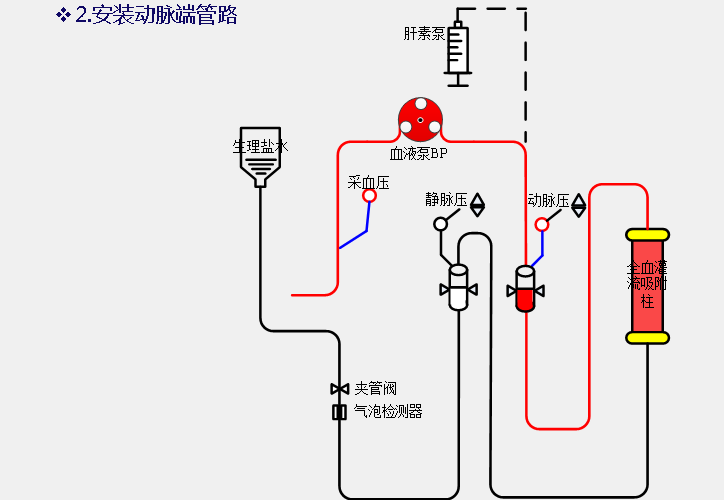 ❖2.安装动脉端管路
肝素泵
生理盐水
血液泵BP
采血压
静脉压
动脉压
全血灌
流吸附
柱
夹管阀
气泡检测器